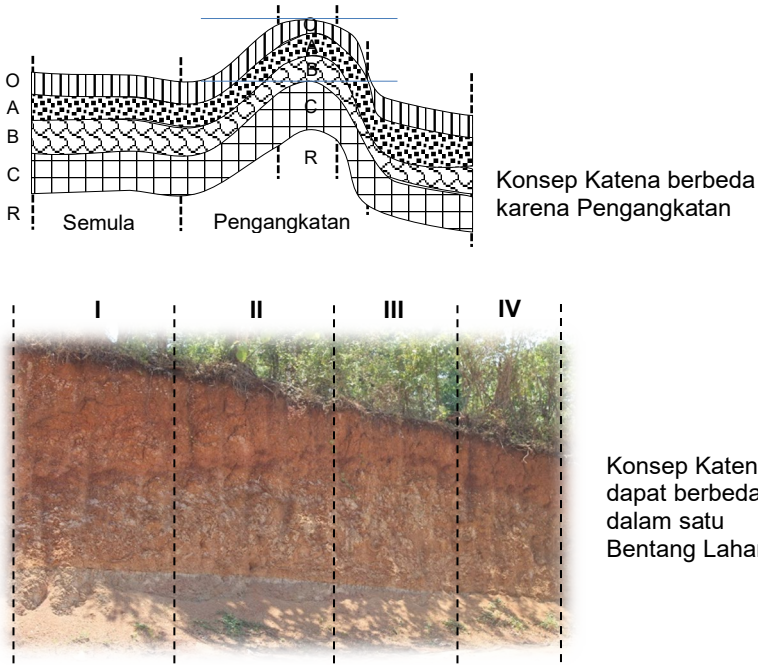 O
A
B
C
R
O
A
B
C
R
Semula
Pengangkatan
Konsep Katena berbeda
karena Pengangkatan
I II III IV
Konsep Katen
dapat berbeda
dalam satu
Bentang Lahan